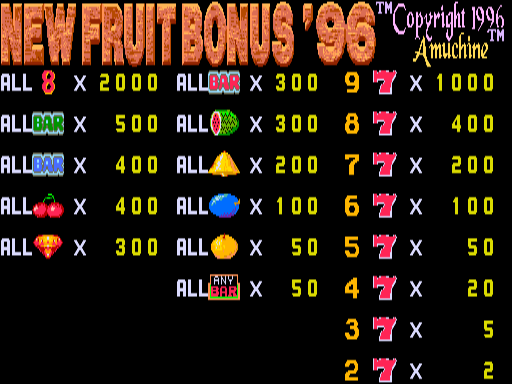 NEW FRUIT BONUS '96 ™Copyright 1996
Amuchine™
ALL 8 X 2000 ALL BAR X 300 9 7 X 1000
ALL BAR X 500 ALL X 300 8 7 X 400
ALL BAR X 400 ALL X 200 7 7 X 200
ALL X 400 ALL X 100 6 7 X 100
ALL X 300 ALL X 50 5 7 X 50
ALL ANY BAR X 50 4 7 X 20
3 7 X 5
2 7 X 2